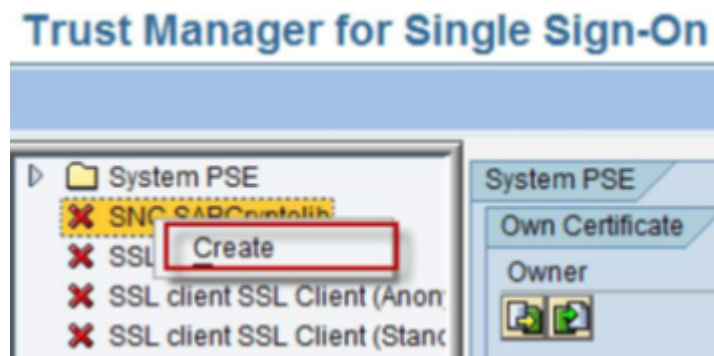 Trust Manager for Single Sign-On
System PSE
SNC SAPCryptolib
SSL
Create
SSL client SSL Client (Anon
SSL client SSL Client (Stand
System PSE
Own Certificate
Owner